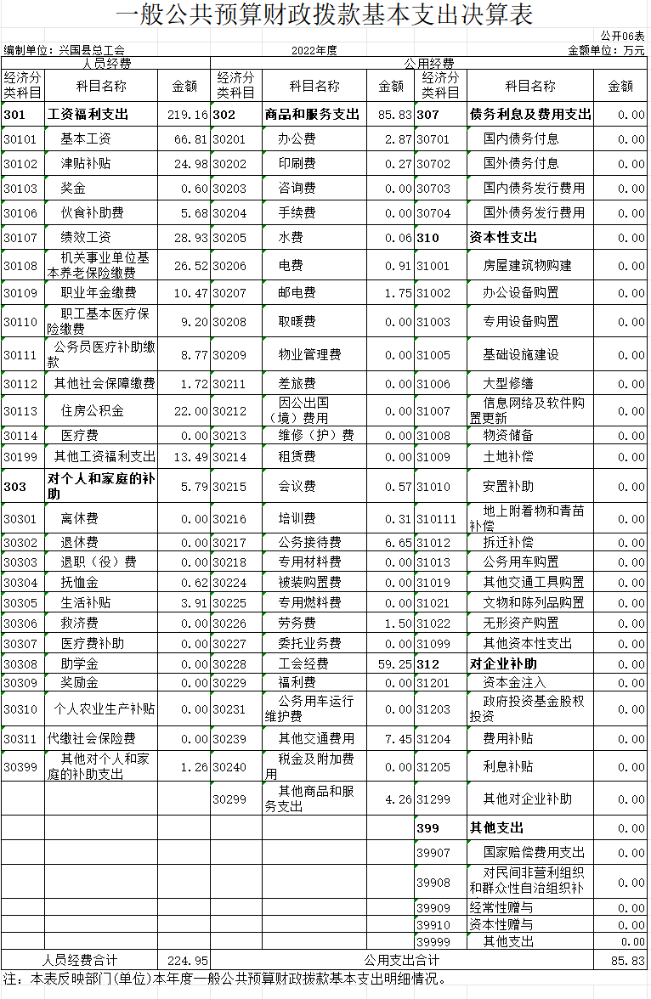 一般公共预算财政拨款基本支出决算表
公开06表
编制单位：兴国县总工会 2022年度 金额单位：万元
人员经费 公用经费
经济分类科目 科目名称 金额 经济分类科目 科目名称 金额 经济分类科目 科目名称 金额
301 工资福利支出 219.16 302 商品和服务支出 85.83 307 债务利息及费用支出 0.00
30101 基本工资 66.81 30201 办公费 2.87 30701 国内债务付息 0.00
30102 津贴补贴 24.98 30202 印刷费 0.27 30702 国外债务付息 0.00
30103 奖金 0.60 30203 咨询费 0.00 30703 国内债务发行费用 0.00
30106 伙食补助费 5.68 30204 手续费 0.00 30704 国外债务发行费用 0.00
30107 绩效工资 28.93 30205 水费 0.06 310 资本性支出 0.00
30108 机关事业单位基本养老保险缴费 26.52 30206 电费 0.91 31001 房屋建筑物购建 0.00
30109 职业年金缴费 10.47 30207 邮电费 1.75 31002 办公设备购置 0.00
30110 职工基本医疗保险缴费 9.20 30208 取暖费 0.00 31003 专用设备购置 0.00
30111 公务员医疗补助缴款 8.77 30209 物业管理费 0.00 31005 基础设施建设 0.00
30112 其他社会保障缴费 1.72 30211 差旅费 0.00 31006 大型修缮 0.00
30113 住房公积金 22.00 30212 因公出国（境）费用 0.00 31007 信息网络及软件购置更新 0.00
30114 医疗费 0.00 30213 维修（护）费 0.00 31008 物资储备 0.00
30199 其他工资福利支出 13.49 30214 租赁费 0.00 31009 土地补偿 0.00
303 对个人和家庭的补助 5.79 30215 会议费 0.57 31010 安置补助 0.00
30301 离休费 0.00 30216 培训费 0.31 310111 地上附着物和青苗补偿 0.00
30302 退休费 0.00 30217 公务接待费 6.65 31012 拆迁补偿 0.00
30303 退职（役）费 0.00 30218 专用材料费 0.00 31013 公务用车购置 0.00
30304 抚恤金 0.62 30224 被装购置费 0.00 31019 其他交通工具购置 0.00
30305 生活补贴 3.91 30225 专用燃料费 0.00 31021 文物和陈列品购置 0.00
30306 救济费 0.00 30226 劳务费 1.50 31022 无形资产购置 0.00
30307 医疗费补助 0.00 30227 委托业务费 0.00 31099 其他资本性支出 0.00
30308 助学金 0.00 30228 工会经费 59.25 312 对企业补助 0.00
30309 奖励金 0.00 30229 福利费 0.00 31201 资本金注入 0.00
30310 个人农业生产补贴 0.00 30231 公务用车运行维护费 0.00 31203 政府投资基金股权投资 0.00
30311 代缴社会保险费 0.00 30239 其他交通费用 7.45 31204 费用补贴 0.00
30399 其他对个人和家庭的补助支出 1.26 30240 税金及附加费用 0.00 31205 利息补贴 0.00
30299 其他商品和服务支出 4.26 31299 其他对企业补助 0.00
399 其他支出 0.00
39907 国家赔偿费用支出 0.00
39908 对民间非营利组织和群众性自治组织补 0.00
39909 经常性赠与 0.00
39910 资本性赠与 0.00
39999 其他支出 0.00
人员经费合计 224.95 公用支出合计 85.83
注：本表反映部门(单位)本年度一般公共预算财政拨款基本支出明细情况。